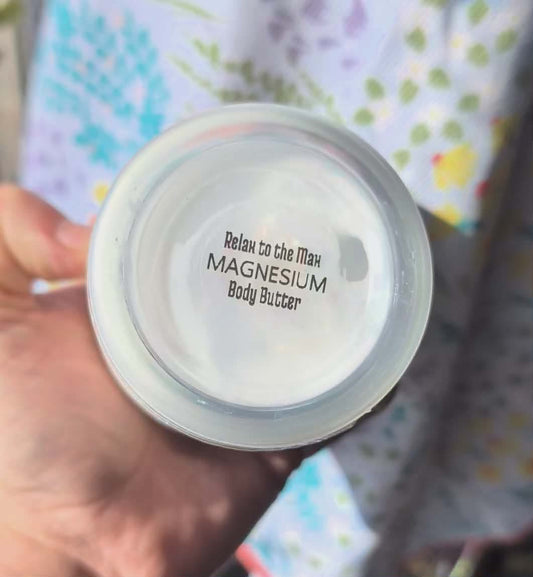 Relax to the Max
MAGNESIUM
Body Butter